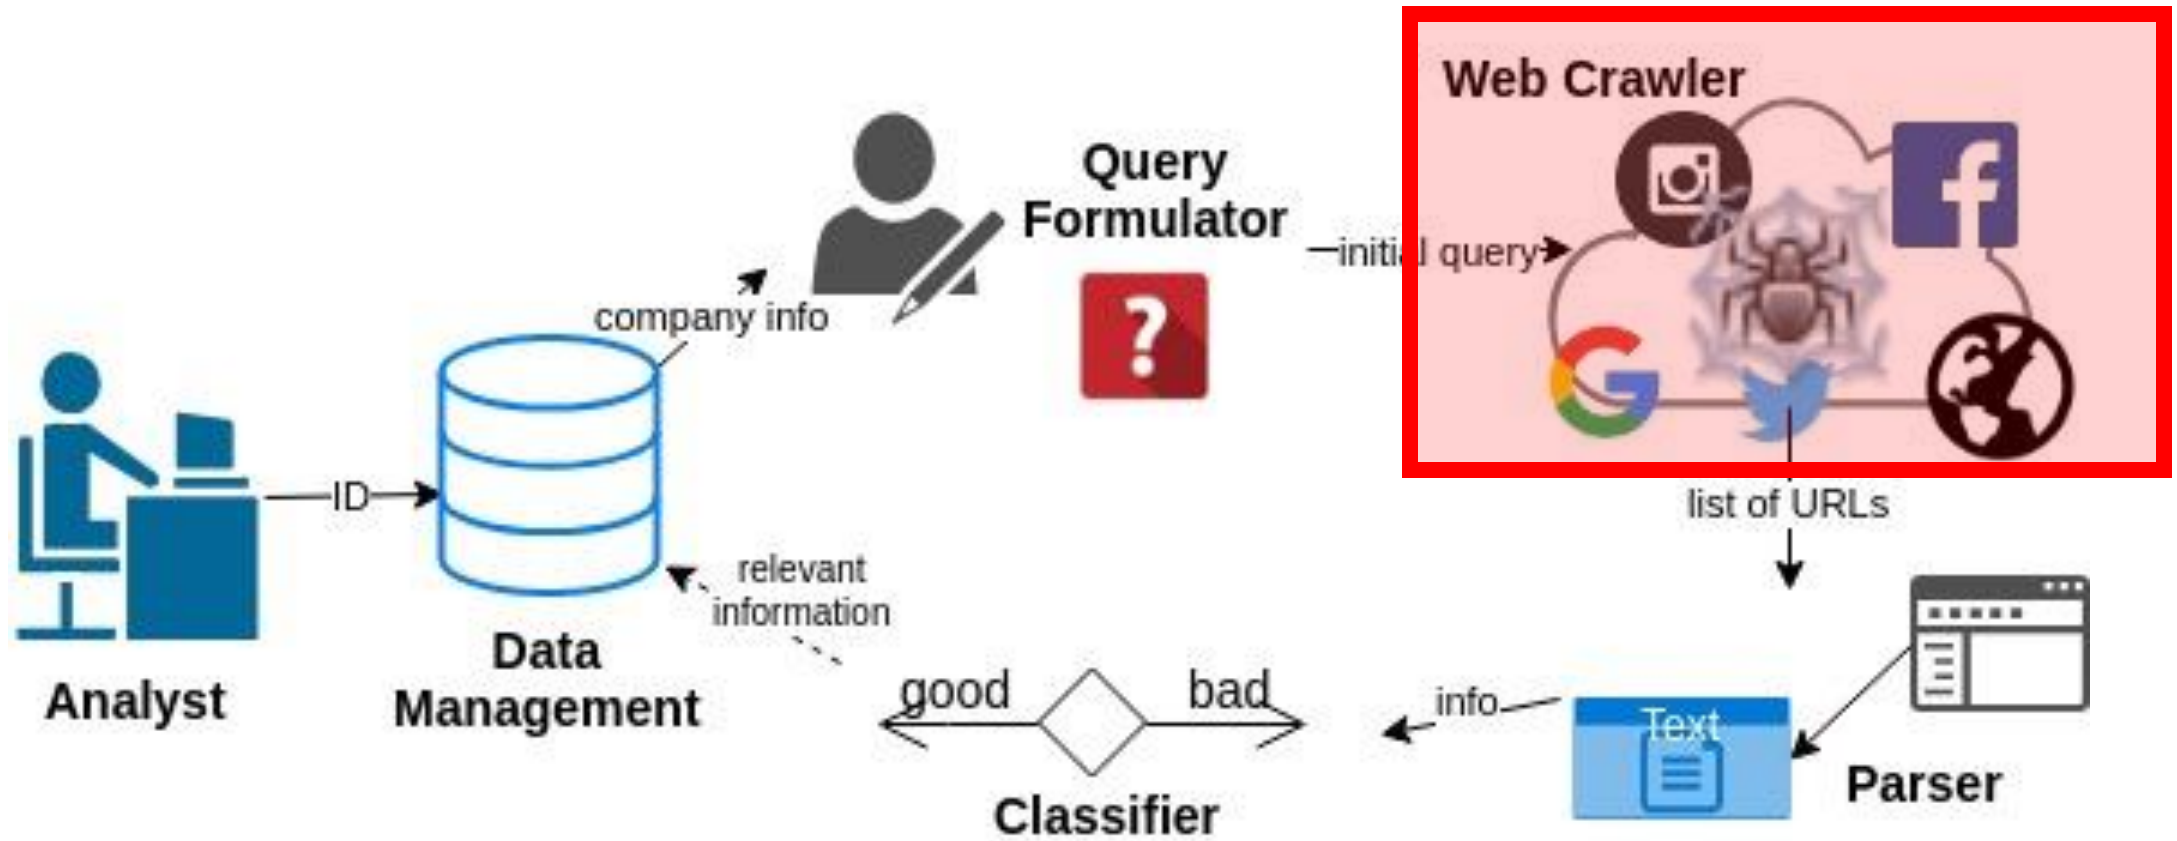 Web Crawler
Query
Formulator
initial query
company info
ID
list of URLs
relevant
information
Data
Management
Analyst
good
bad
info
Text
Parser
Classifier